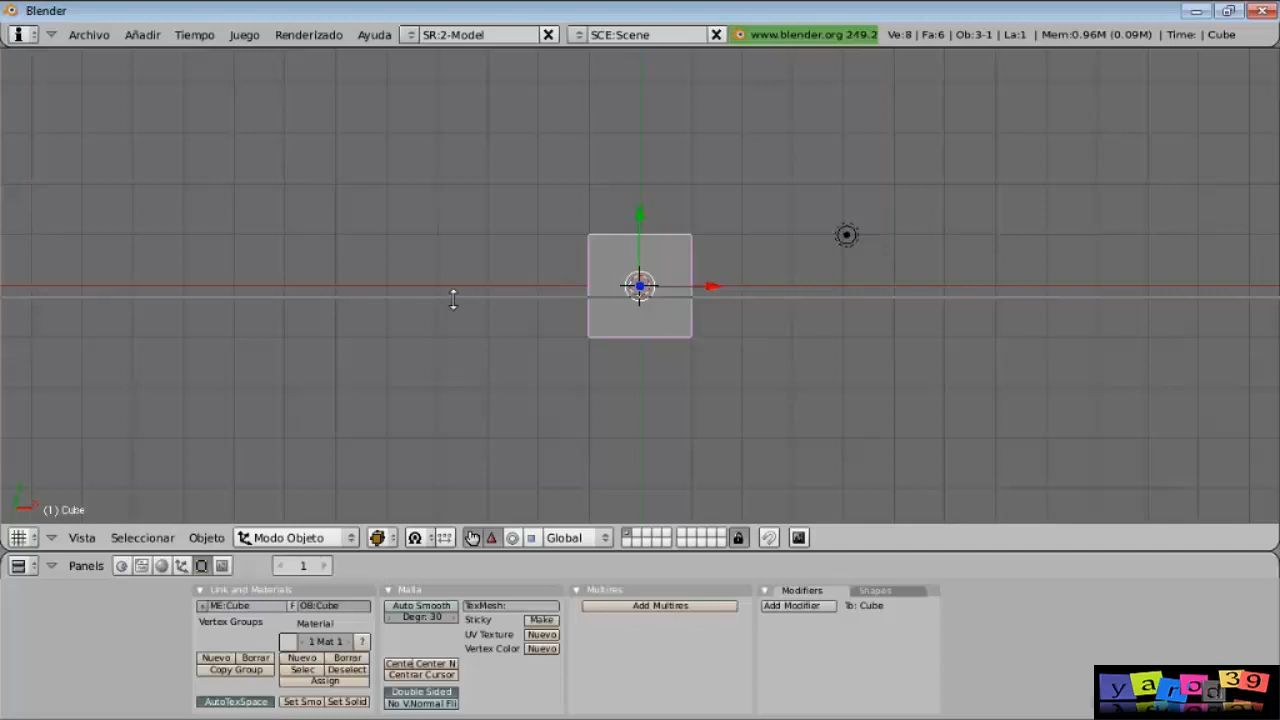 Blender
Archivo Añadir Tiempo Juego Renderizado Ayuda SR:2-Model SCE:Scene www.blender.org 249.2 Ve:8 | Fa:6 | Ob:3-1 | La:1 | Mem:0.96M (0.09M) | Time: | Cube
(1) Cube
Vista Seleccionar Objeto Modo Objeto Global
Panels 1
Link and Materials Malla Multires Modifiers Shapes
ME:Cube F OB:Cube Auto Smooth TexMesh: Add Multires Add Modifier To: Cube
Vertex Groups Material Degr: 30 Sticky Make
1 Mat 1 ? UV Texture Nuevo
Vertex Color Nuevo
Nuevo Borrar Nuevo Borrar Cente Center N
Copy Group Selec Deselect Centrar Cursor
Assign
AutoTexSpace Set Smo Set Solid Double Sided
No V.Normal Fli
yarod39